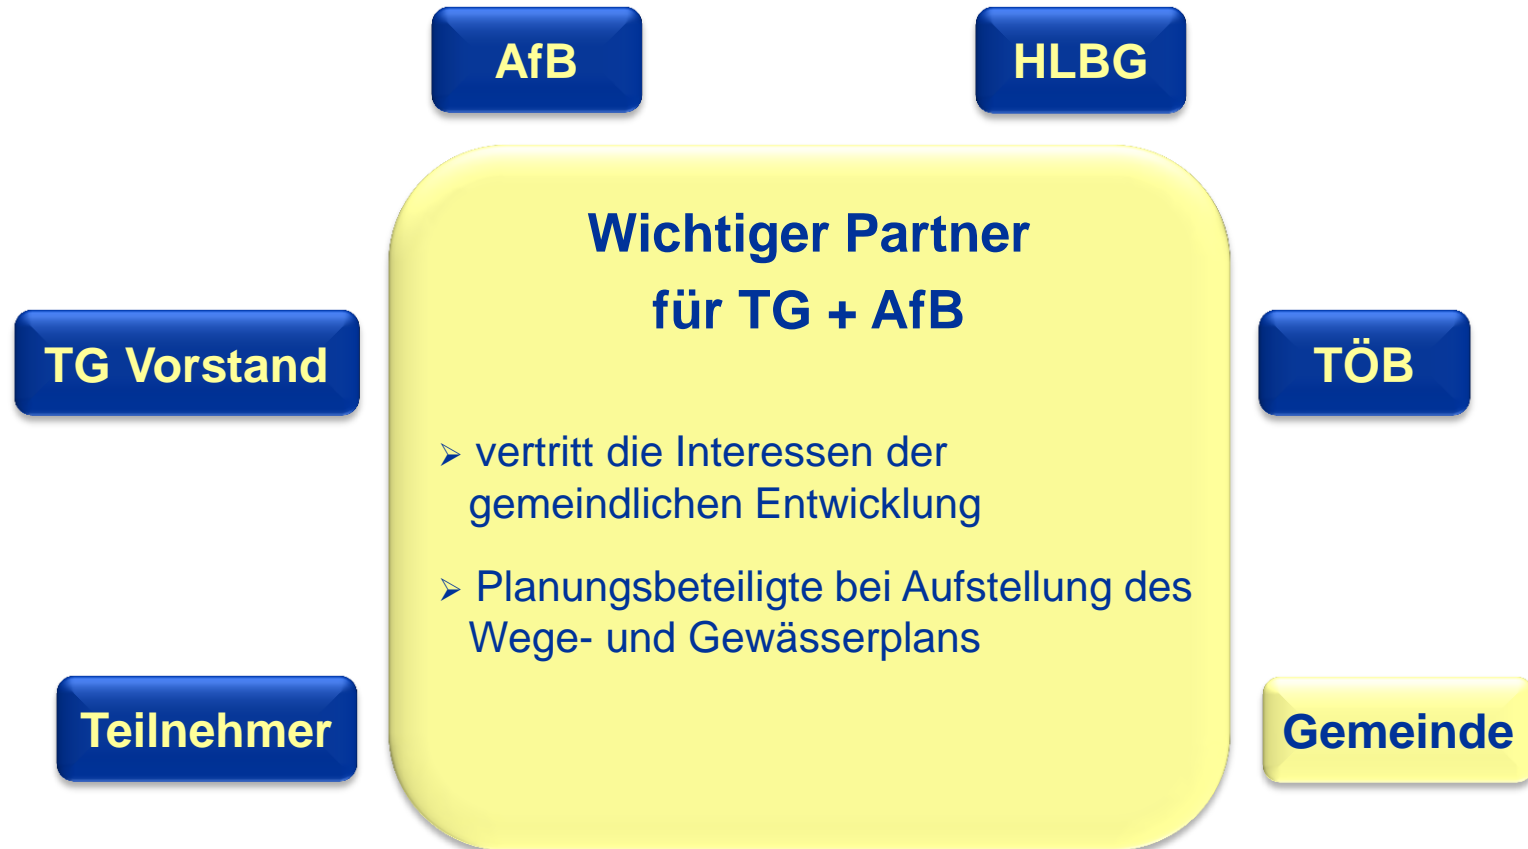 AfB
HLBG
Wichtiger Partner
für TG + AfB
TG Vorstand
TÖB
➢ vertritt die Interessen der
gemeindlichen Entwicklung
➢ Planungsbeteiligte bei Aufstellung des
Wege- und Gewässerplans
Teilnehmer
Gemeinde